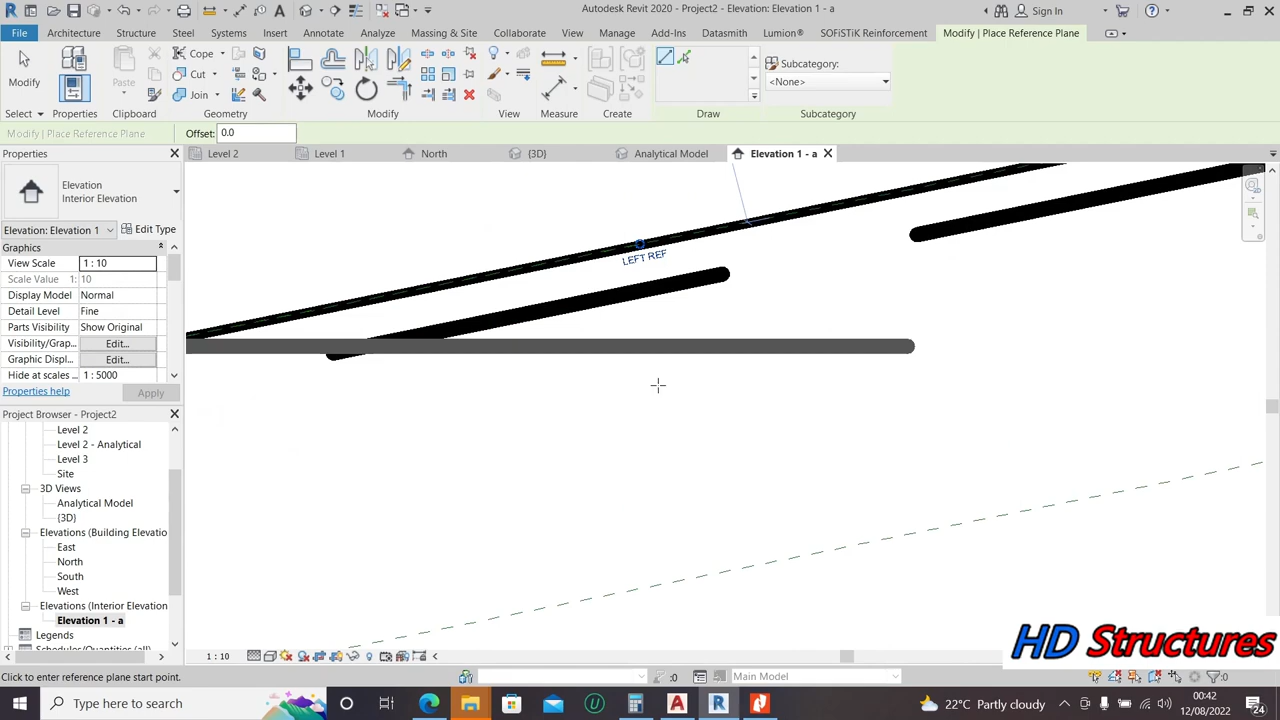 Autodesk Revit 2020 - Project2 - Elevation: Elevation 1 - a
Sign In
File Architecture Structure Steel Systems Insert Annotate Analyze Massing & Site Collaborate View Manage Add-Ins Datasmith Lumion® SOFiSTiK Reinforcement Modify | Place Reference Plane
Modify
Paste
Cope
Cut
Join
Subcategory:
<None>
Select Properties Clipboard Geometry Modify View Measure Create Draw Subcategory
Modify | Place Reference Plane Offset: 0.0
Properties
Level 2 Level 1 North {3D} Analytical Model Elevation 1 - a
Elevation
Interior Elevation
Elevation: Elevation 1 Edit Type
Graphics
View Scale 1 : 10
Scale Value 1: 10
Display Model Normal
Detail Level Fine
Parts Visibility Show Original
Visibility/Grap... Edit...
Graphic Displ... Edit...
Hide at scales ... 1 : 5000
Properties help Apply
LEFT REF
Project Browser - Project2
Level 2
Level 2 - Analytical
Level 3
Site
3D Views
Analytical Model
{3D}
Elevations (Building Elevatio
East
North
South
West
Elevations (Interior Elevation
Elevation 1 - a
Legends
Schedules/Quantities (all)
1 : 10
HD Structures
Click to enter reference plane start point. :0 Main Model :0
Type here to search
22°C Partly cloudy
00:42
12/08/2022
24